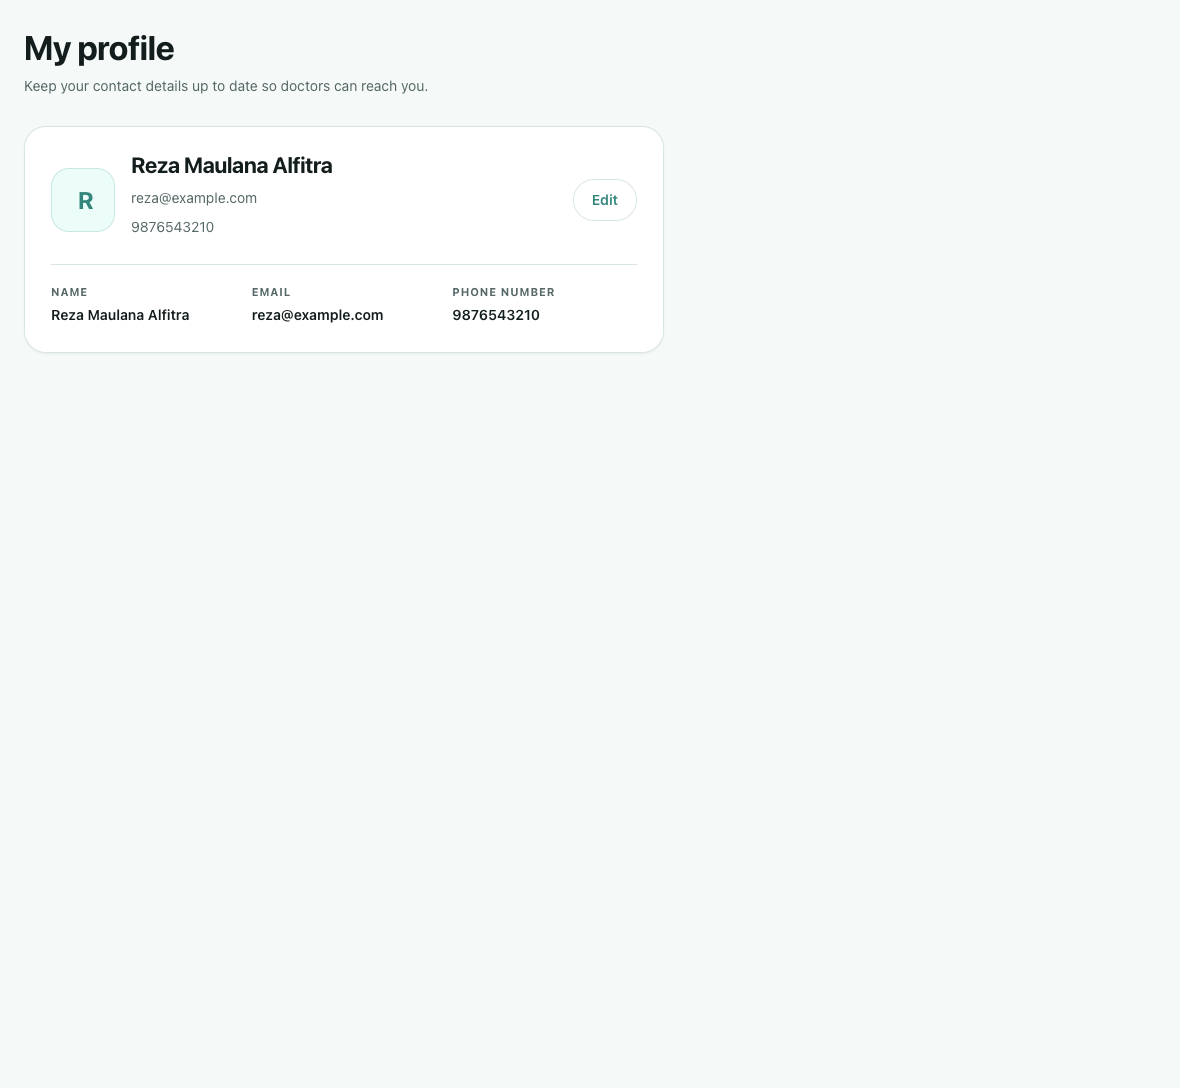 My profile
Keep your contact details up to date so doctors can reach you.
R
Reza Maulana Alfitra
reza@example.com
9876543210
Edit
NAME
Reza Maulana Alfitra
EMAIL
reza@example.com
PHONE NUMBER
9876543210